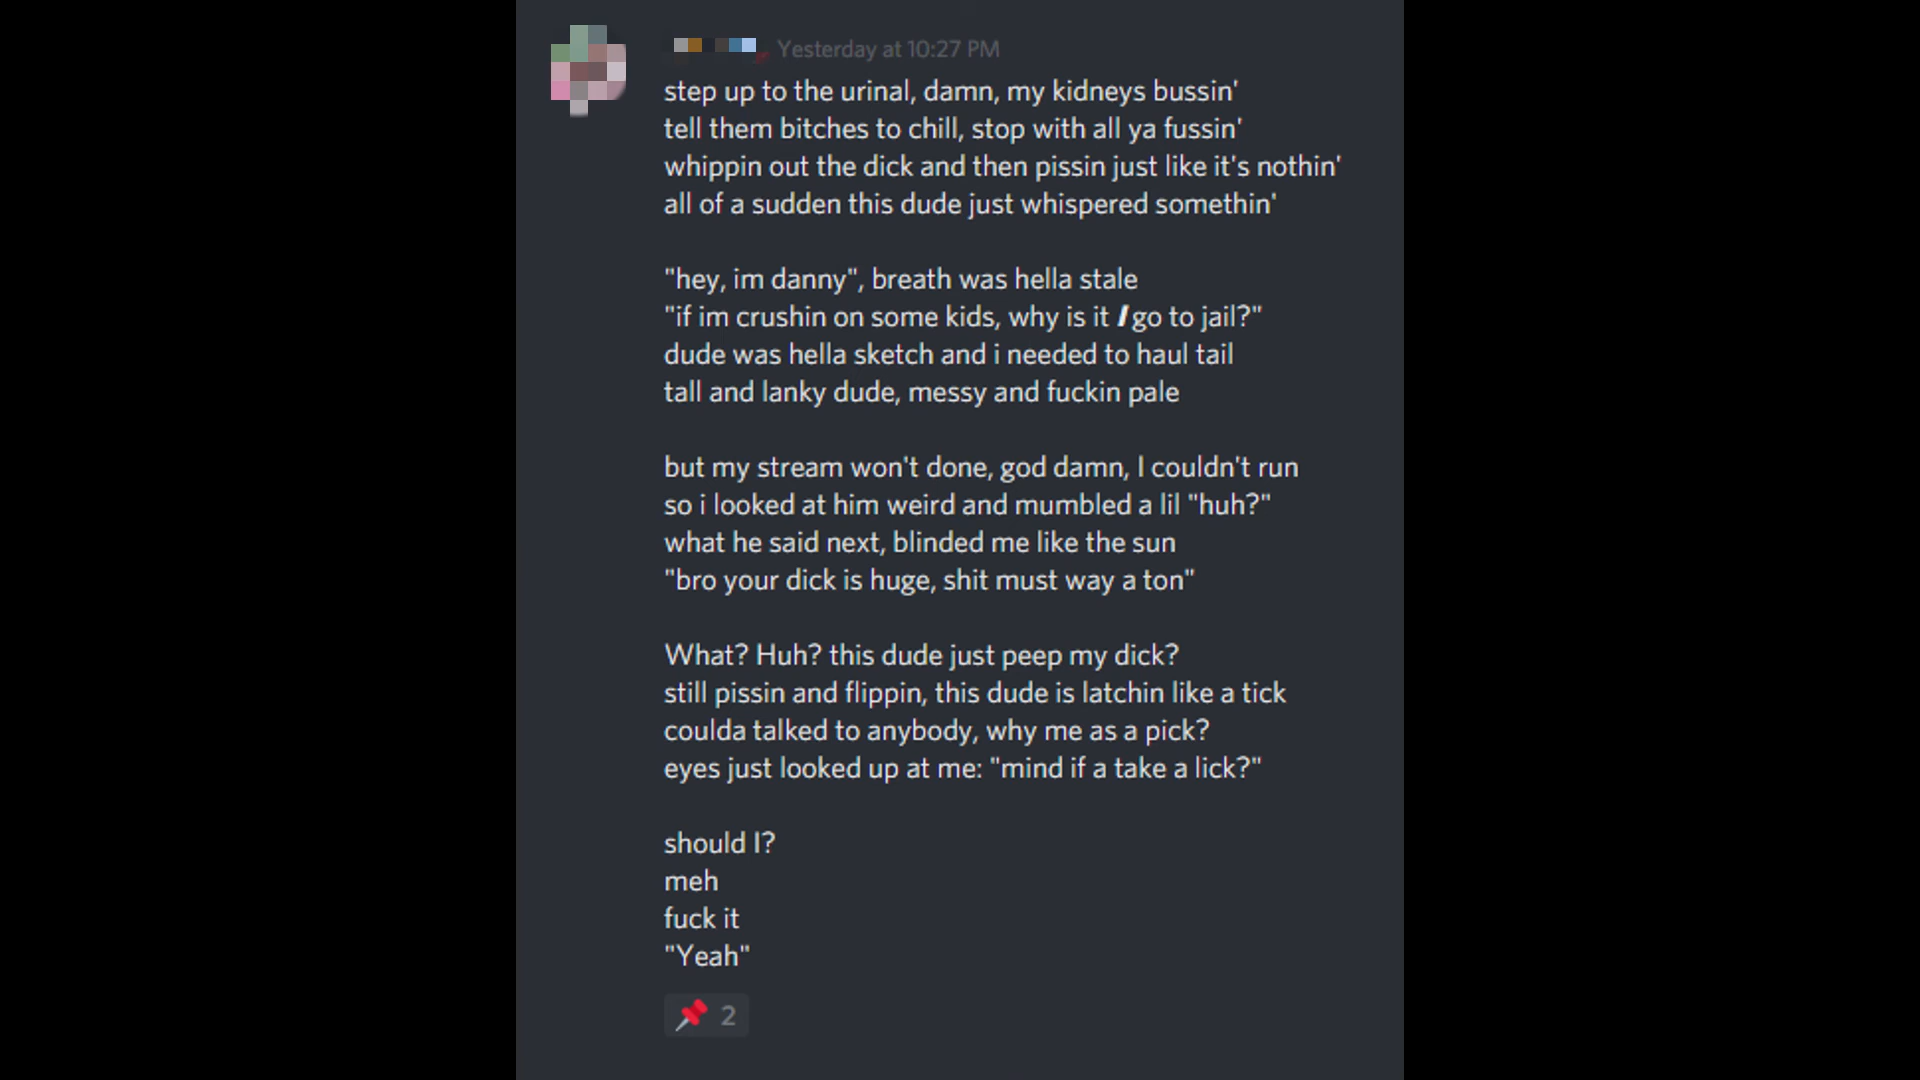 Yesterday at 10:27 PM
step up to the urinal, damn, my kidneys bussin'
tell them bitches to chill, stop with all ya fussin'
whippin out the dick and then pissin just like it's nothin'
all of a sudden this dude just whispered somethin'
"hey, im danny", breath was hella stale
"if im crushin on some kids, why is it I go to jail?"
dude was hella sketch and i needed to haul tail
tall and lanky dude, messy and fuckin pale
but my stream won't done, god damn, I couldn't run
so i looked at him weird and mumbled a lil "huh?"
what he said next, blinded me like the sun
"bro your dick is huge, shit must way a ton"
What? Huh? this dude just peep my dick?
still pissin and flippin, this dude is latchin like a tick
coulda talked to anybody, why me as a pick?
eyes just looked up at me: "mind if a take a lick?"
should I?
meh
fuck it
"Yeah"
2